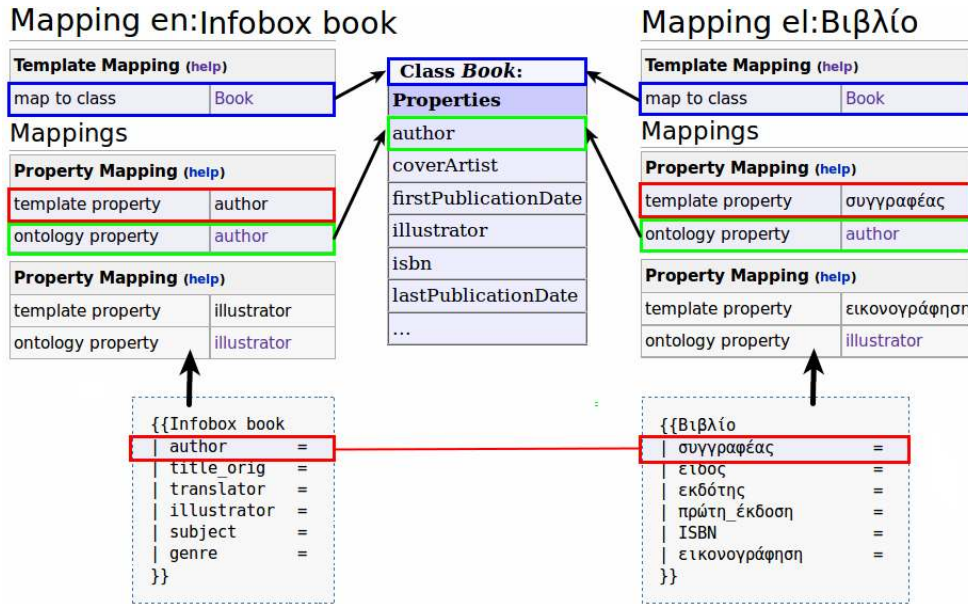 Mapping en:Infobox book
Template Mapping (help)
map to class Book
Mappings
Property Mapping (help)
template property author
ontology property author
Property Mapping (help)
template property illustrator
ontology property illustrator
{{Infobox book
| author =
| title_orig =
| translator =
| illustrator =
| subject =
| genre =
}}
Class Book:
Properties
author
coverArtist
firstPublicationDate
illustrator
isbn
lastPublicationDate
...
Mapping el:Βιβλίο
Template Mapping (help)
map to class Book
Mappings
Property Mapping (help)
template property συγγραφέας
ontology property author
Property Mapping (help)
template property εικονογράφηση
ontology property illustrator
{{Βιβλίο
| συγγραφέας =
| είδος =
| εκδότης =
| πρώτη_έκδοση =
| ISBN =
| εικονογράφηση =
}}